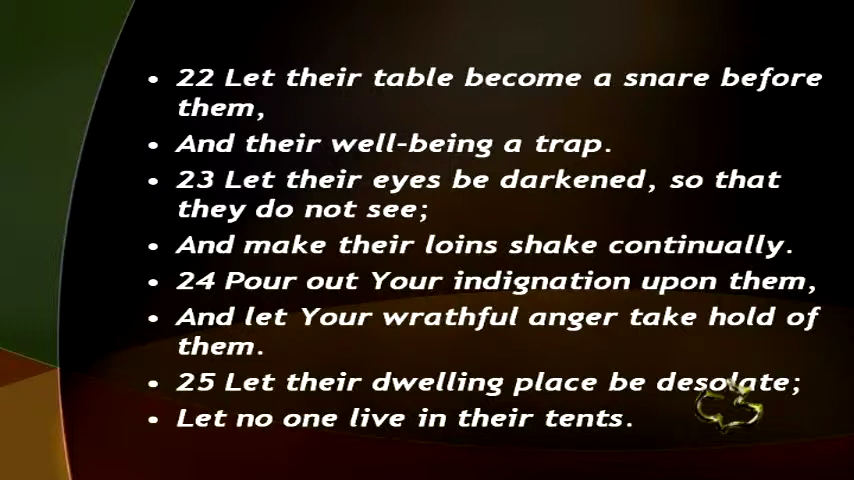 • 22 Let their table become a snare before
them,
• And their well-being a trap.
• 23 Let their eyes be darkened, so that
they do not see;
• And make their loins shake continually.
• 24 Pour out Your indignation upon them,
• And let Your wrathful anger take hold of
them.
• 25 Let their dwelling place be desolate;
• Let no one live in their tents.